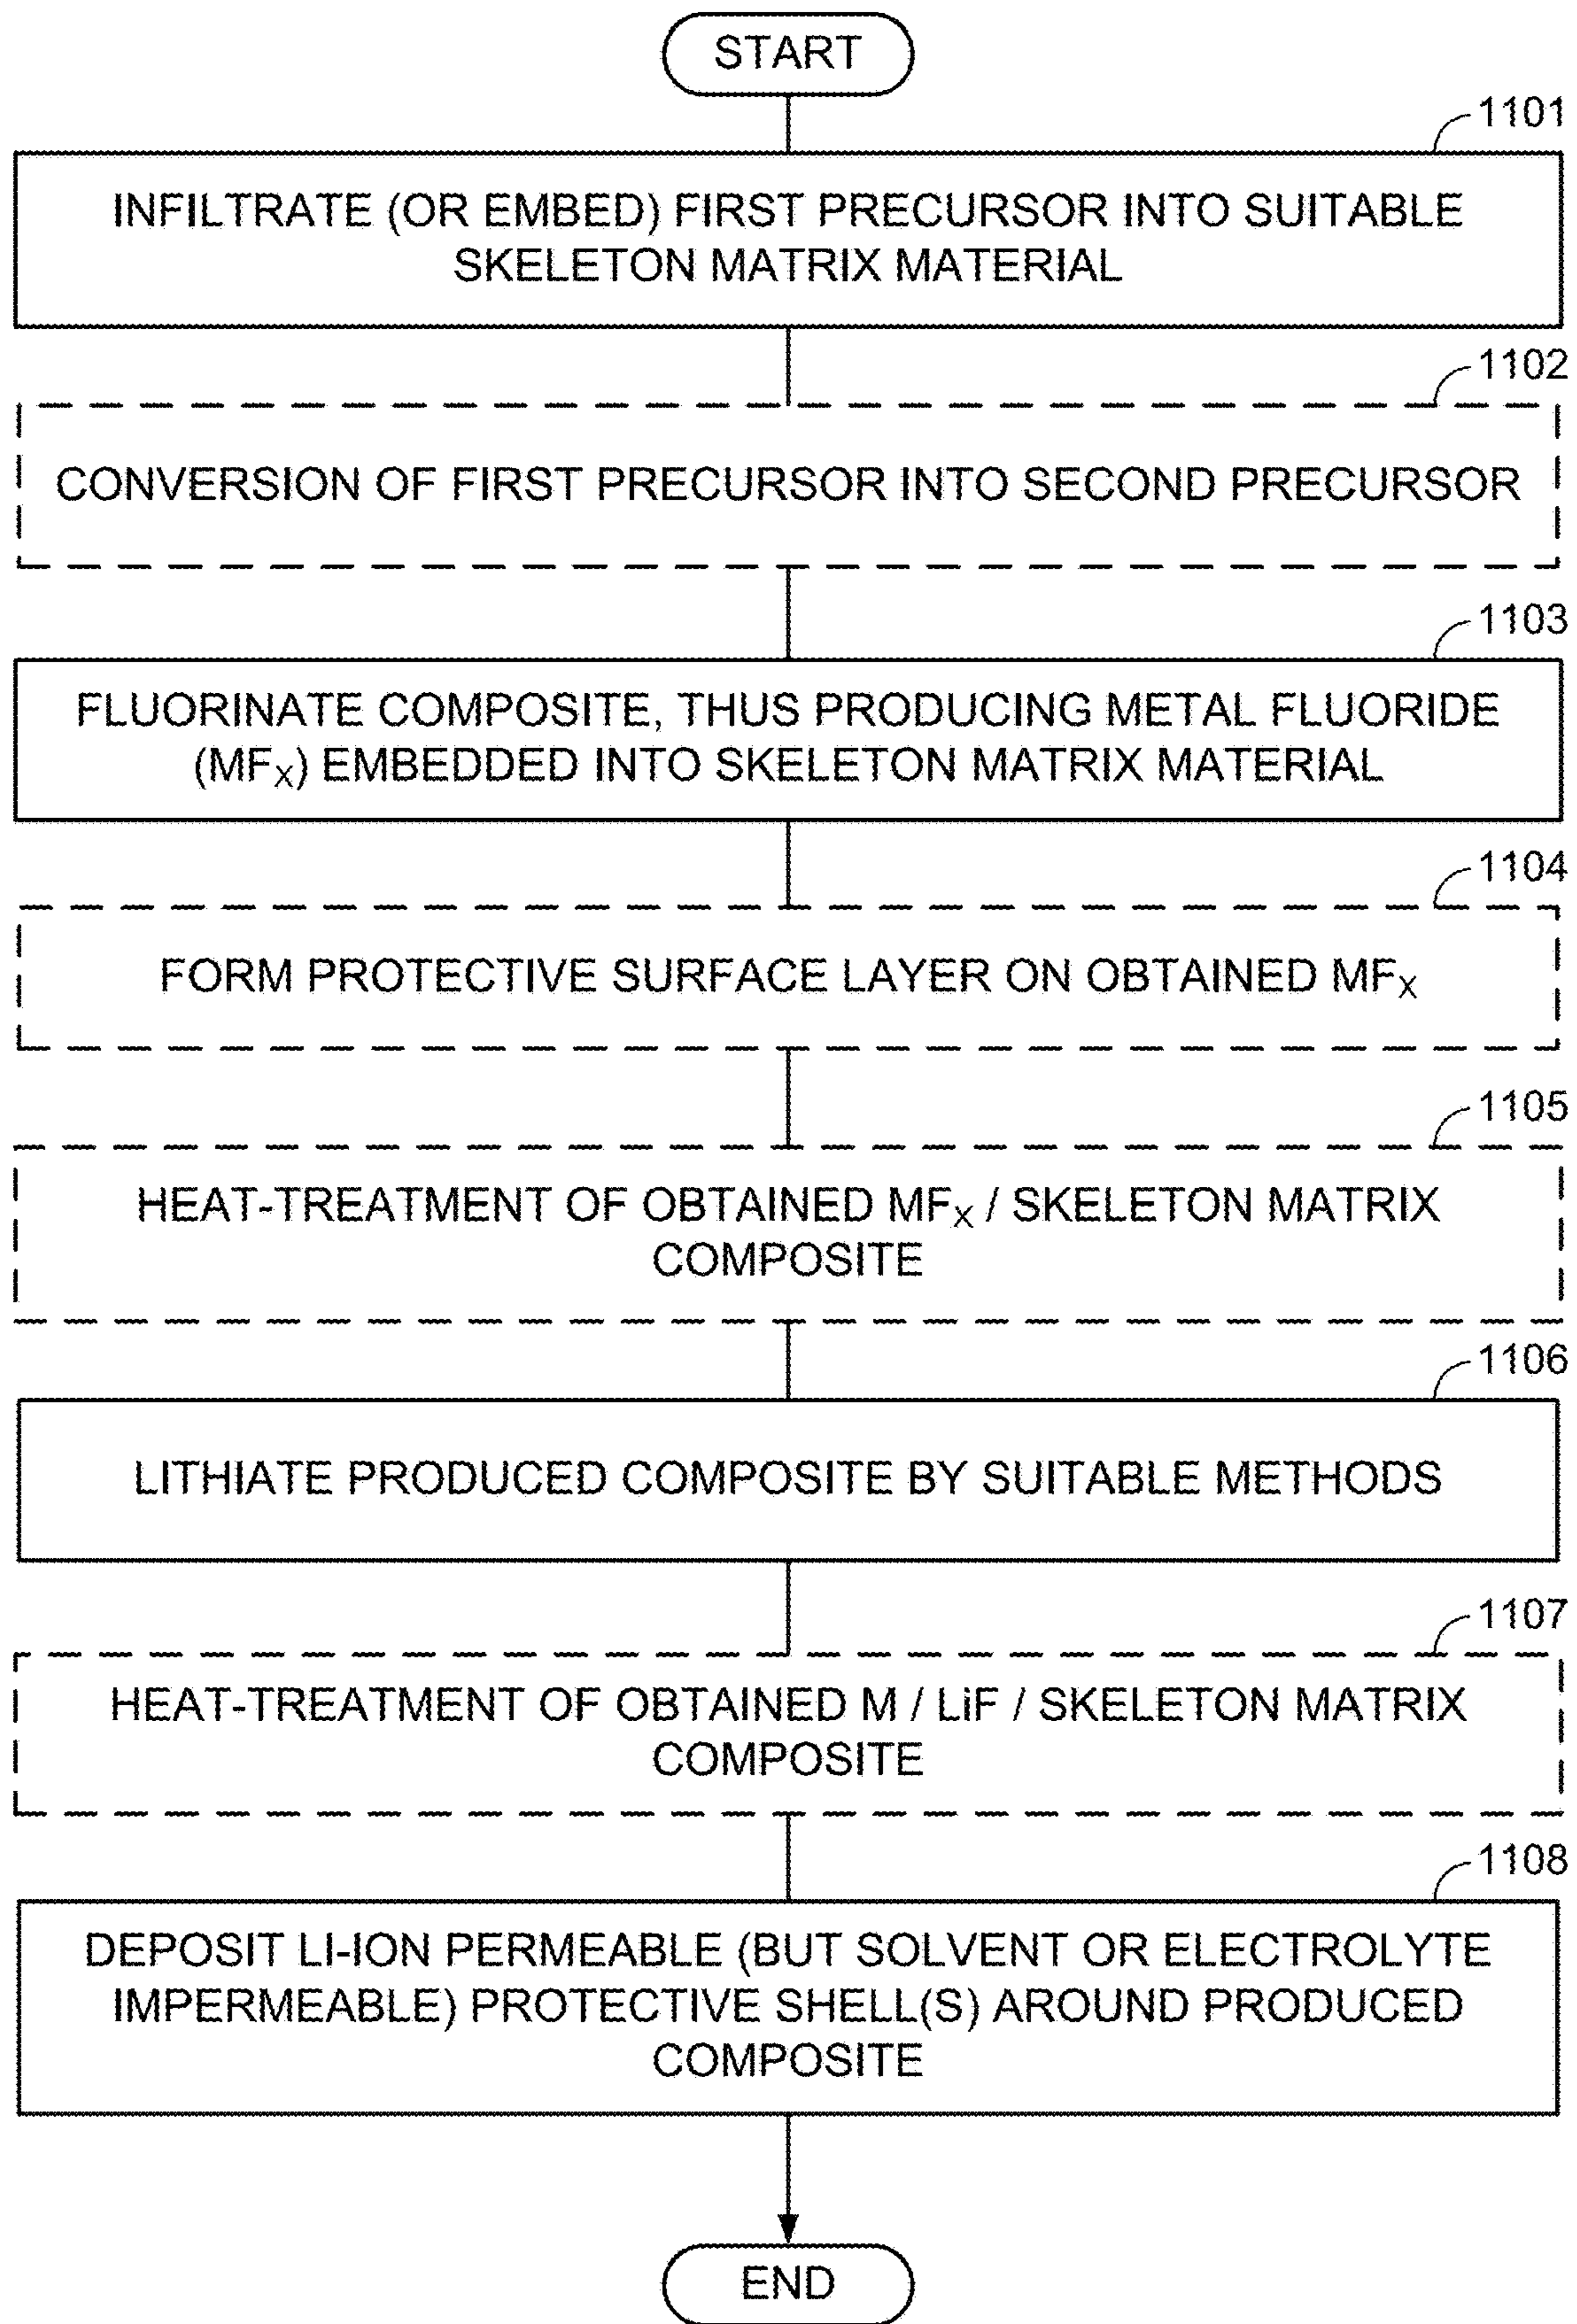 START
1101
INFILTRATE (OR EMBED) FIRST PRECURSOR INTO SUITABLE
SKELETON MATRIX MATERIAL
1102
CONVERSION OF FIRST PRECURSOR INTO SECOND PRECURSOR
1103
FLUORINATE COMPOSITE, THUS PRODUCING METAL FLUORIDE
(MFₓ) EMBEDDED INTO SKELETON MATRIX MATERIAL
1104
FORM PROTECTIVE SURFACE LAYER ON OBTAINED MFₓ
1105
HEAT-TREATMENT OF OBTAINED MFₓ / SKELETON MATRIX
COMPOSITE
1106
LITHIATE PRODUCED COMPOSITE BY SUITABLE METHODS
1107
HEAT-TREATMENT OF OBTAINED M / LiF / SKELETON MATRIX
COMPOSITE
1108
DEPOSIT LI-ION PERMEABLE (BUT SOLVENT OR ELECTROLYTE
IMPERMEABLE) PROTECTIVE SHELL(S) AROUND PRODUCED
COMPOSITE
END